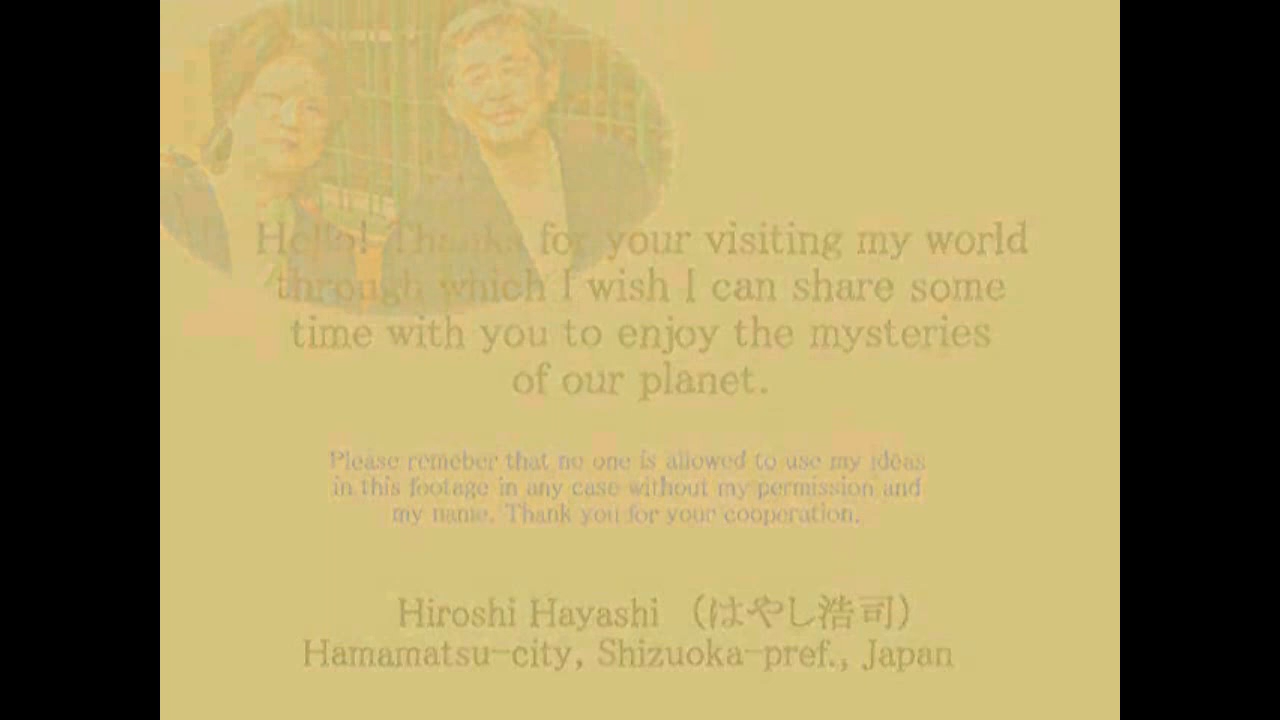 Hello! Thanks for your visiting my world
through which I wish I can share some
time with you to enjoy the mysteries
of our planet.
Please remeber that no one is allowed to use my ideas
in this footage in any case without my permission and
my name. Thank you for your cooperation.
Hiroshi Hayashi (はやし浩司)
Hamamatsu-city, Shizuoka-pref., Japan